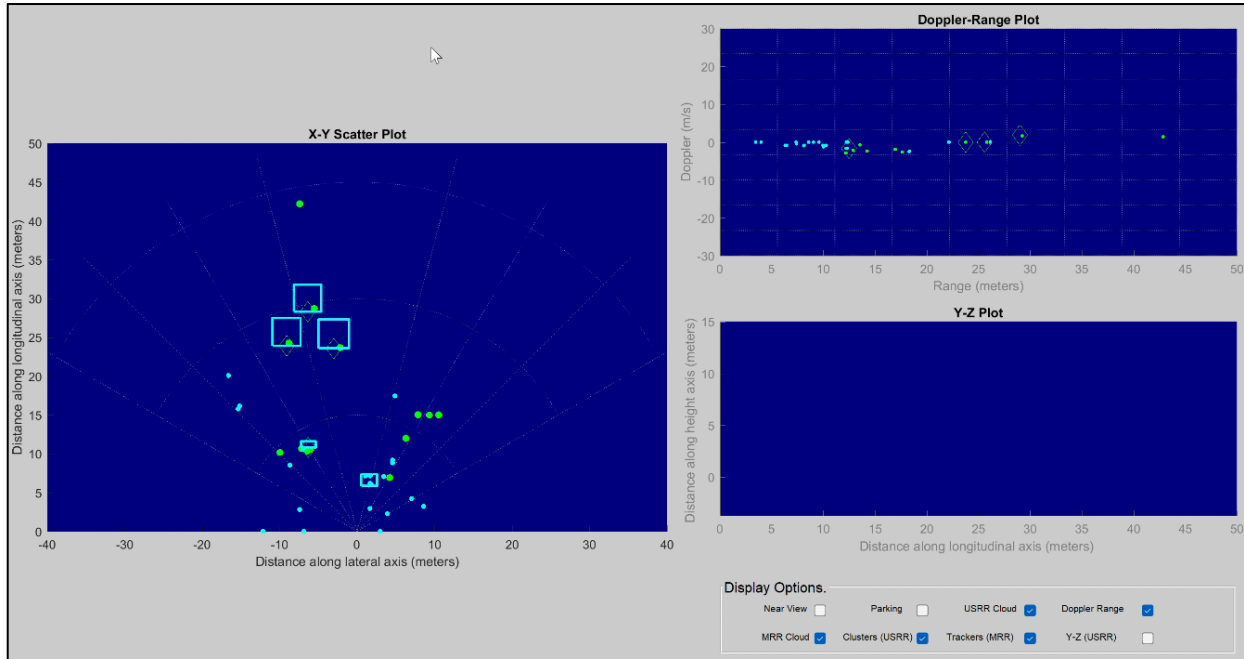 X-Y Scatter Plot
50
45
40
35
30
25
20
15
10
5
0
-40 -30 -20 -10 0 10 20 30 40
Distance along lateral axis (meters)
Distance along longitudinal axis (meters)
Doppler-Range Plot
30
20
10
0
-10
-20
-30
0 5 10 15 20 25 30 35 40 45 50
Range (meters)
Doppler (m/s)
Y-Z Plot
15
10
5
0
0 5 10 15 20 25 30 35 40 45 50
Distance along longitudinal axis (meters)
Distance along height axis (meters)
Display Options.
Near View Parking USRR Cloud Doppler Range
MRR Cloud Clusters (USRR) Trackers (MRR) Y-Z (USRR)